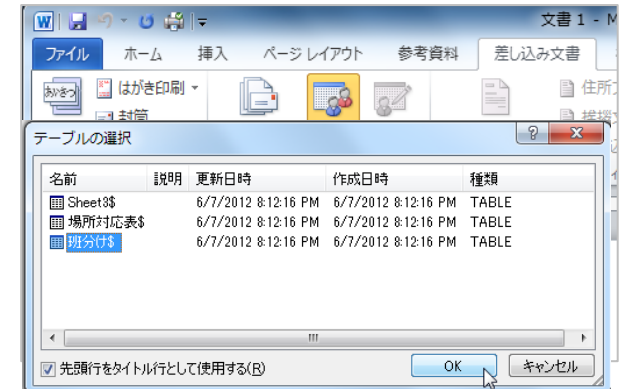 W
文書 1 - M
ファイル ホーム 挿入 ページ レイアウト 参考資料 差し込み文書
あいさつ はがき印刷 住所
封筒
テーブルの選択 ? X
名前 説明 更新日時 作成日時 種類
Sheet3$ 6/7/2012 8:12:16 PM 6/7/2012 8:12:16 PM TABLE
場所対応表$ 6/7/2012 8:12:16 PM 6/7/2012 8:12:16 PM TABLE
班分け$ 6/7/2012 8:12:16 PM 6/7/2012 8:12:16 PM TABLE
先頭行をタイトル行として使用する(R) OK キャンセル